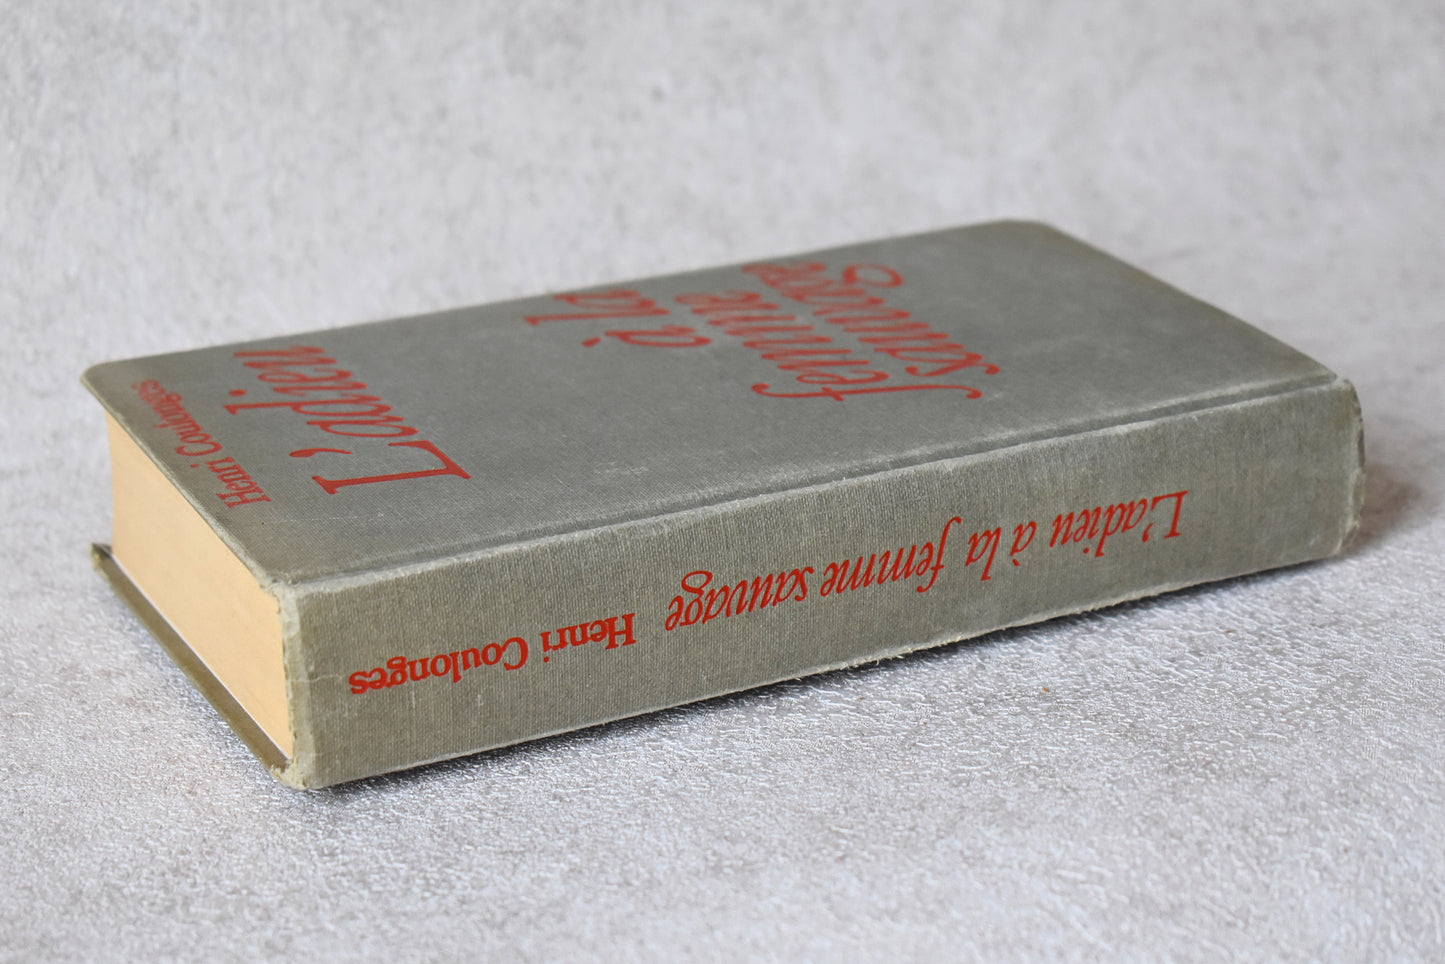 Henri Coulonges
L'adieu
à la
femme
sauvage
L'adieu à la femme sauvage Henri Coulonges